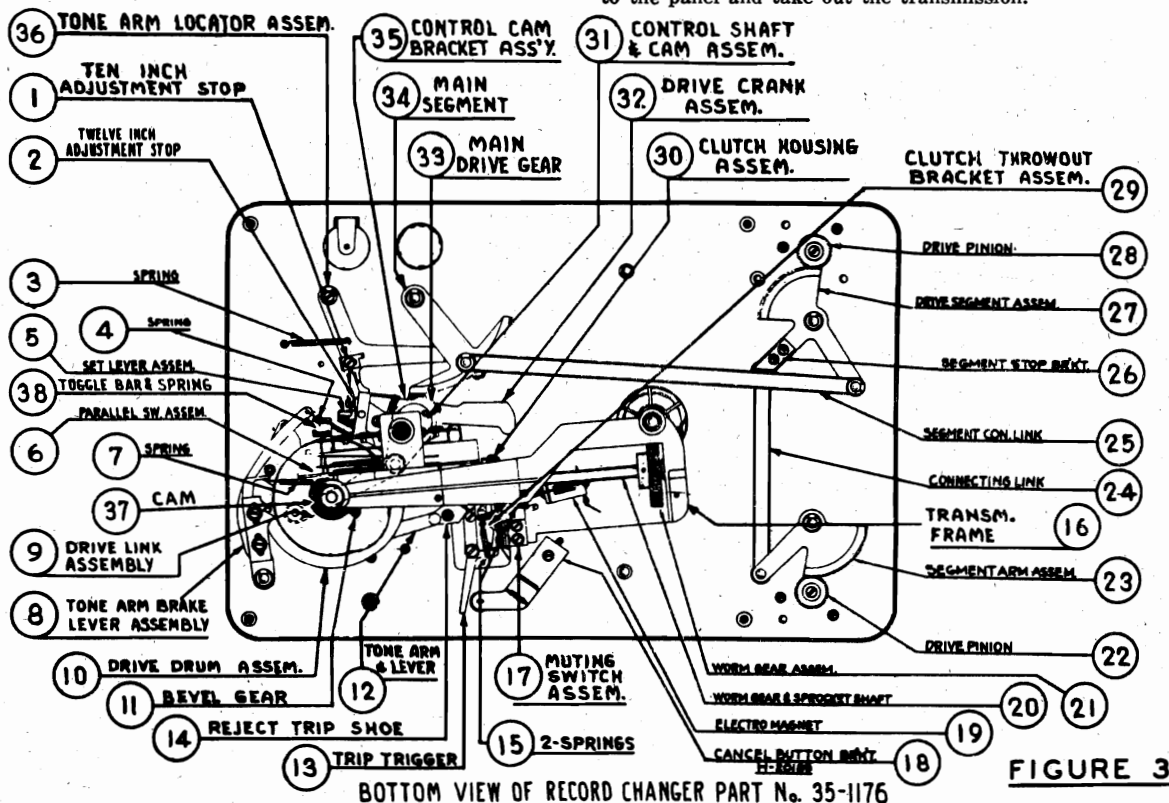 to the panel and take out the transmission.
36 TONE ARM LOCATOR ASSEM.
35 CONTROL CAM
BRACKET ASS'Y.
31 CONTROL SHAFT
& CAM ASSEM.
1 TEN INCH
ADJUSTMENT STOP
34 MAIN
SEGMENT
32 DRIVE CRANK
ASSEM.
2 TWELVE INCH
ADJUSTMENT STOP
33 MAIN
DRIVE GEAR
30 CLUTCH HOUSING
ASSEM.
CLUTCH THROWOUT
BRACKET ASSEM. 29
DRIVE PINION 28
3 SPRING
DRIVE SEGMENT ASSEM. 27
4 SPRING
5 SET LEVER ASSEM.
SEGMENT STOP BRK'T. 26
38 TOGGLE BAR & SPRING
6 PARALLEL SW. ASSEM.
SEGMENT CON. LINK 25
7 SPRING
CONNECTING LINK 24
37 CAM
TRANSM.
FRAME 16
9 DRIVE LINK
ASSEMBLY
SEGMENT ARM ASSEM. 23
8 TONE ARM BRAKE
LEVER ASSEMBLY
DRIVE PINION 22
10 DRIVE DRUM ASSEM.
12 TONE ARM
& LEVER
17 MUTING
SWITCH
ASSEM.
WORM GEAR ASSEM. 21
11 BEVEL GEAR
WORM GEAR & SPROCKET SHAFT 20
14 REJECT TRIP SHOE
15 2-SPRINGS
ELECTRO MAGNET 19
13 TRIP TRIGGER
CANCEL BUTTON BRK'T. 18
FIGURE 3
BOTTOM VIEW OF RECORD CHANGER PART No. 35-1176